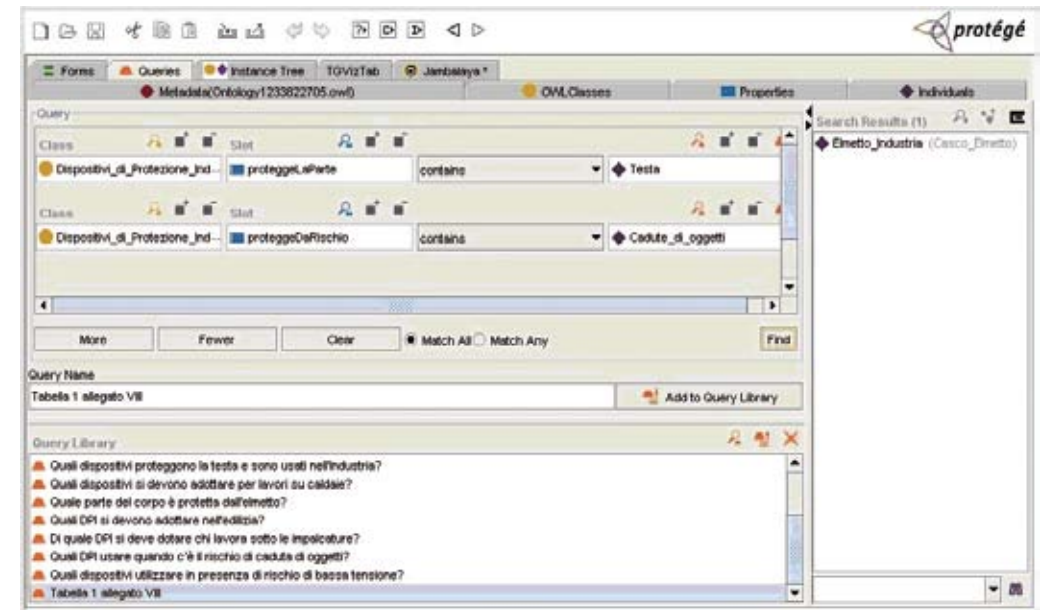 protégé
Forms Queries Instance Tree TGVizTab Jambalaya *
Metadata(Ontology1233822705.owl) OWLClasses Properties Individuals
Query
Search Results (1)
Class Slot
Elmetto_Industria (Casco_Elmetto)
Dispositivi_di_Protezione_Ind... proteggeLaParte contains Testa
Class Slot
Dispositivi_di_Protezione_Ind... proteggeDaRischio contains Cadute_di_oggetti
More Fewer Clear Match All Match Any Find
Query Name
Tabella 1 allegato VIII Add to Query Library
Query Library
Quali dispositivi proteggono la testa e sono usati nell'industria?
Quali dispositivi si devono adottare per lavori su caldaie?
Quale parte del corpo è protetta dall'elmetto?
Quali DPI si devono adottare nell'edilizia?
Di quale DPI si deve dotare chi lavora sotto le impalcature?
Quali DPI usare quando c'è il rischio di caduta di oggetti?
Quali dispositivi utilizzare in presenza di rischio di bassa tensione?
Tabella 1 allegato VIII